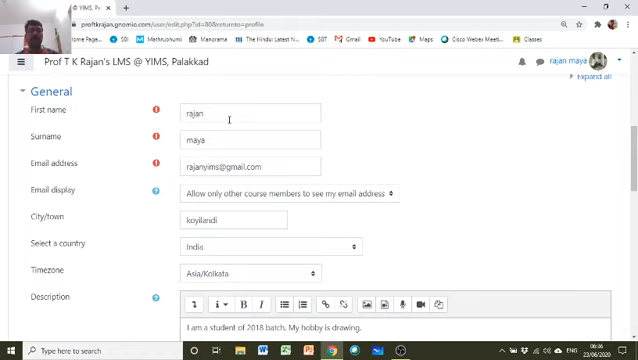 @ YIMS, Palakkad
proftkrajan.gnomio.com/user/edit.php?id=80&returnto=profile
Home Page..
Mathrubhumi
Manorama
The Hindu: Latest N...
SBT
Gmail
YouTube
Maps
Cisco Webex Meetin...
Classes
Prof T K Rajan's LMS @ YIMS, Palakkad
rajan maya
Expand all
General
First name
rajan
Surname
maya
Email address
rajanyims@gmail.com
Email display
Allow only other course members to see my email address
City/town
koyilandi
Select a country
India
Timezone
Asia/Kolkata
Description
B I
I am a student of 2018 batch. My hobby is drawing.
Type here to search
ENG
06:36
23/06/2020